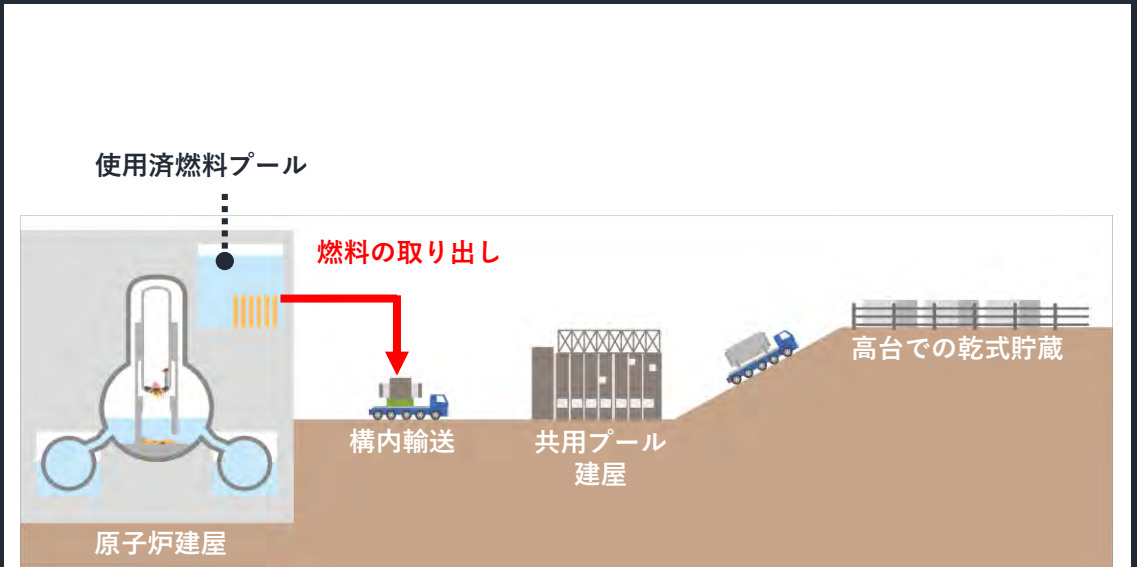 使用済燃料プール
燃料の取り出し
高台での乾式貯蔵
構内輸送
共用プール
建屋
原子炉建屋